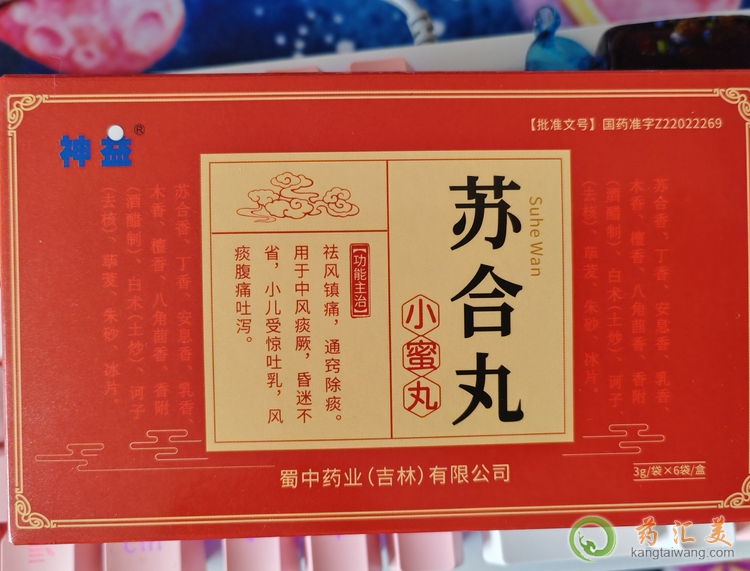 神益®
【批准文号】国药准字Z22022269
苏合香、丁香、安息香、乳香、
木香、檀香、八角茴香、香附
(酒醋制)、白术(土炒)、诃子
(去核)、荜茇、朱砂、冰片、
苏合丸
Suhe Wan
小蜜丸
【功能主治】
祛风镇痛，通窍除痰。
用于中风痰厥，昏迷不
省，小儿受惊吐乳，风
痰腹痛吐泻。
苏合香、丁香、安息香、乳香、
木香、檀香、八角茴香、香附
(酒醋制)、白术(土炒)、诃子
(去核)、荜茇、朱砂、冰片、
蜀中药业(吉林)有限公司
3g/袋×6袋/盒
药汇美
kangtaiwang.com